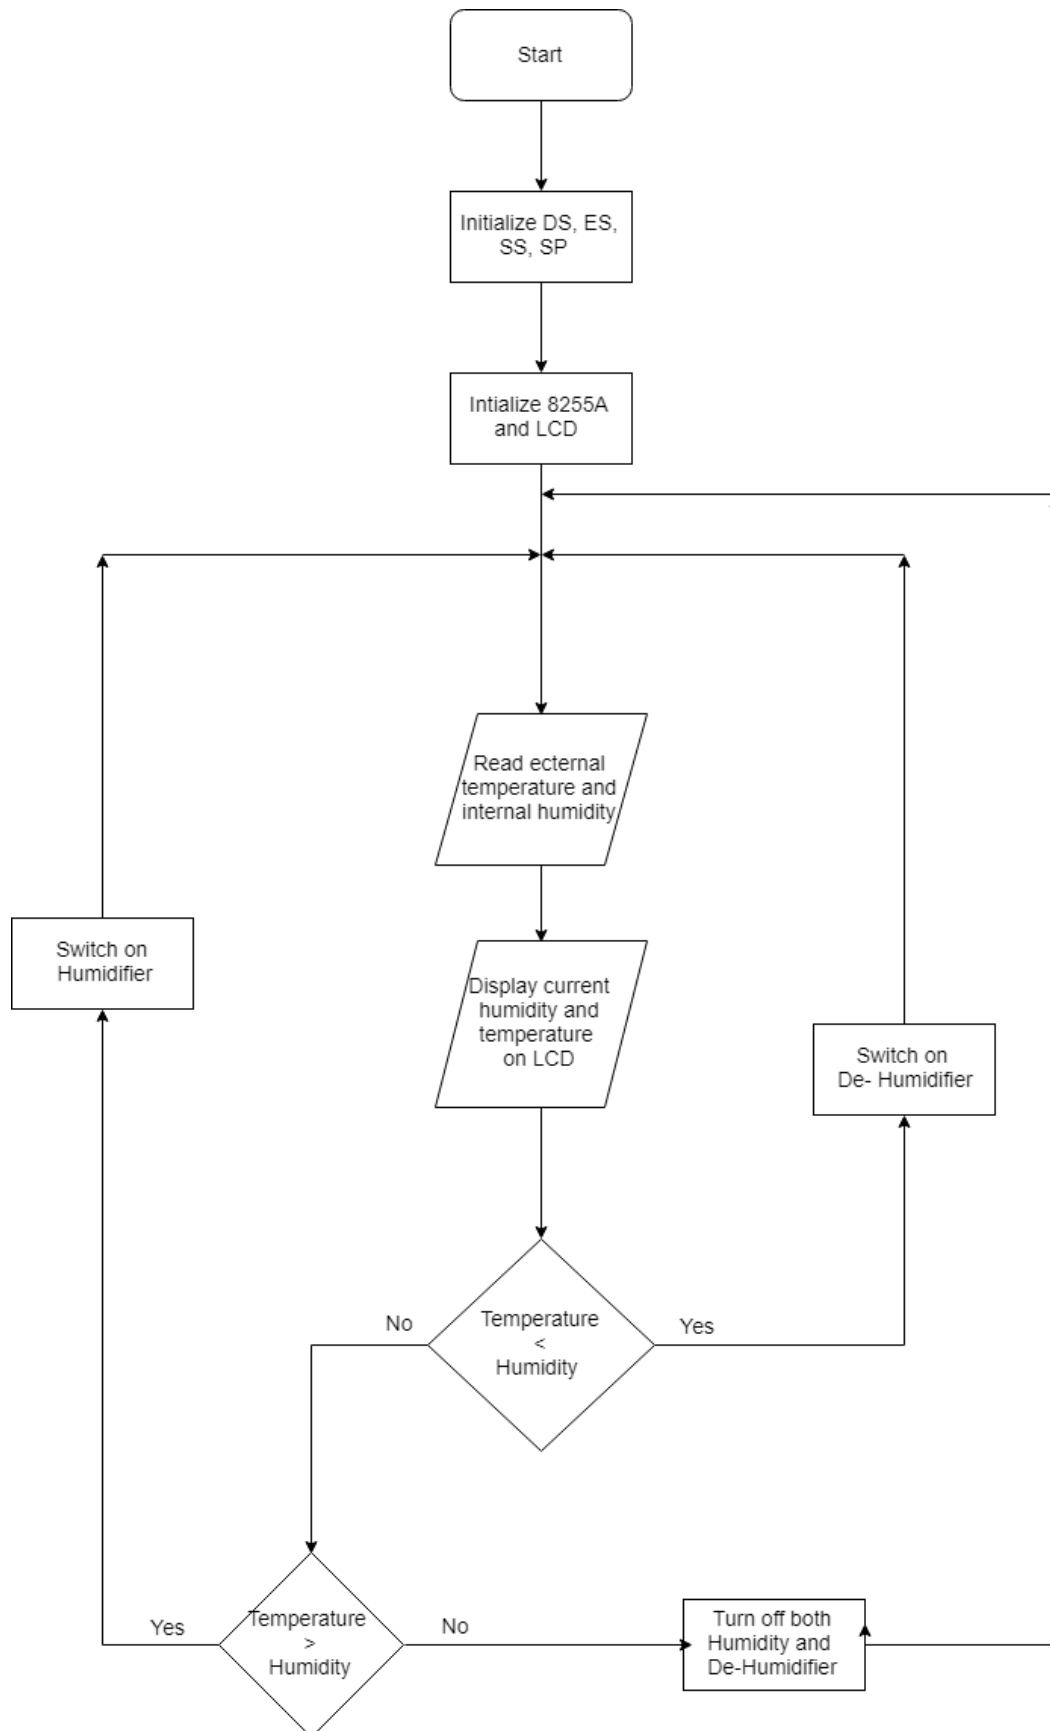 Start
Initialize DS, ES,
SS, SP
Intialize 8255A
and LCD
Read ecternal
temperature and
internal humidity
Switch on
Humidifier
Display current
humidity and
temperature
on LCD
Switch on
De- Humidifier
No
Temperature
<
Humidity
Yes
Yes
Temperature
>
Humidity
No
Turn off both
Humidity and
De-Humidifier